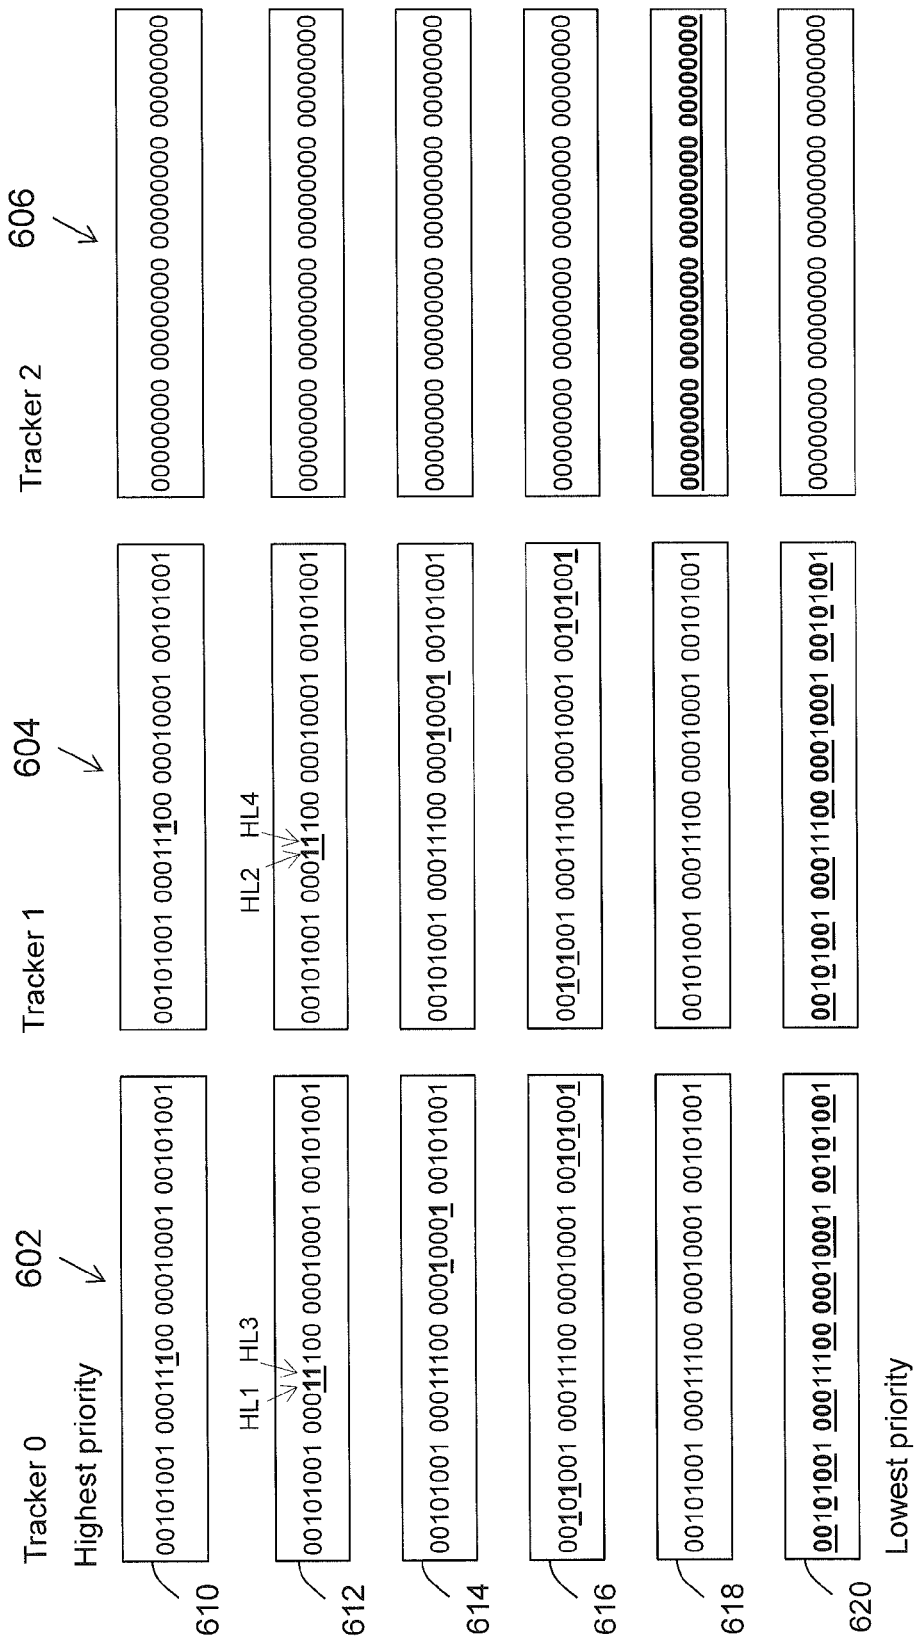 Tracker 0 602 Tracker 1 604 Tracker 2 606
Highest priority
610 00101001 00011100 00010001 00101001 00101001 00011100 00010001 00101001 00000000 00000000 00000000 00000000
HL1 HL3 HL2 HL4
612 00101001 00011100 00010001 00101001 00101001 00011100 00010001 00101001 00000000 00000000 00000000 00000000
614 00101001 00011100 00010001 00101001 00101001 00011100 00010001 00101001 00000000 00000000 00000000 00000000
616 00101001 00011100 00010001 00101001 00101001 00011100 00010001 00101001 00000000 00000000 00000000 00000000
618 00101001 00011100 00010001 00101001 00101001 00011100 00010001 00101001 00000000 00000000 00000000 00000000
620 00101001 00011100 00010001 00101001 00101001 00011100 00010001 00101001 00000000 00000000 00000000 00000000
Lowest priority